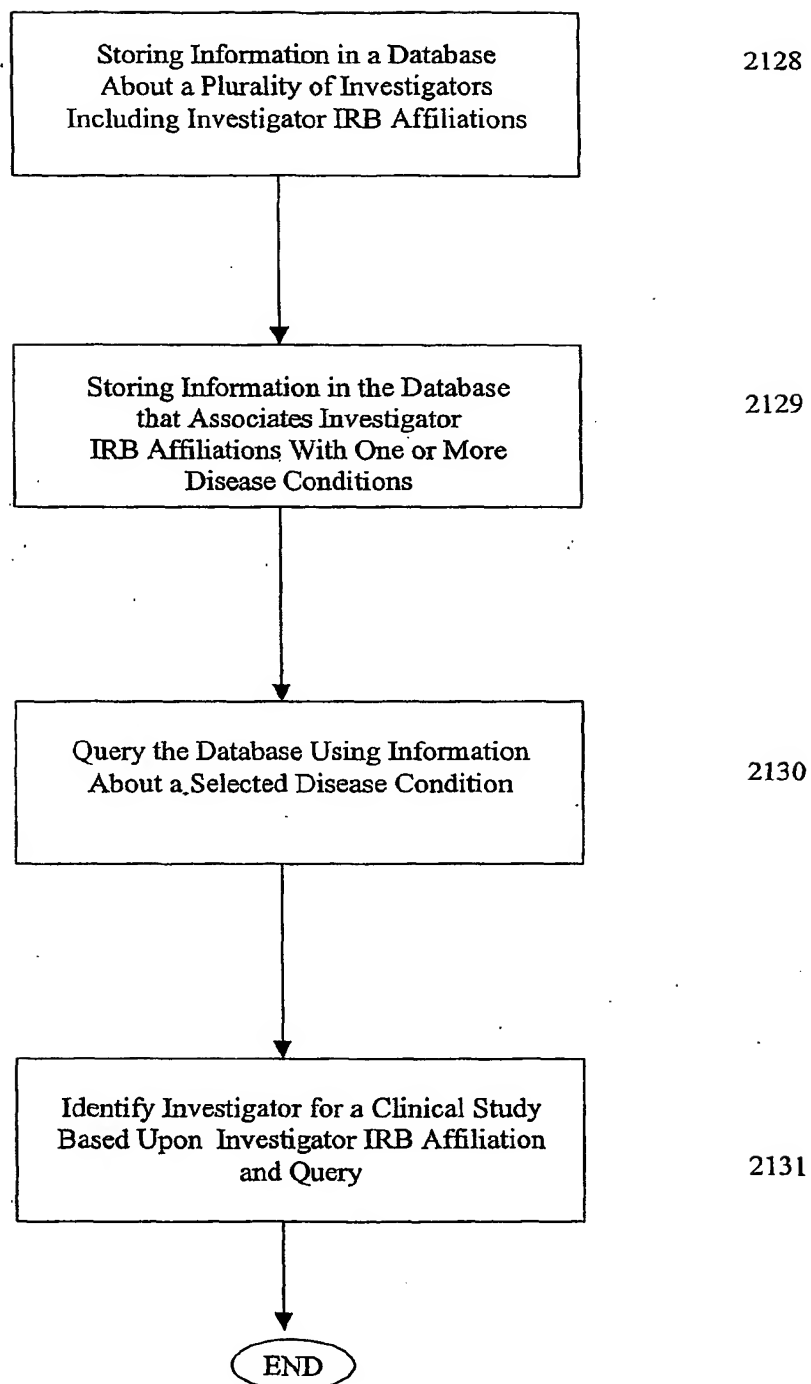 Storing Information in a Database
About a Plurality of Investigators
Including Investigator IRB Affiliations
2128
Storing Information in the Database
that Associates Investigator
IRB Affiliations With One or More
Disease Conditions
2129
Query the Database Using Information
About a Selected Disease Condition
2130
Identify Investigator for a Clinical Study
Based Upon Investigator IRB Affiliation
and Query
2131
END